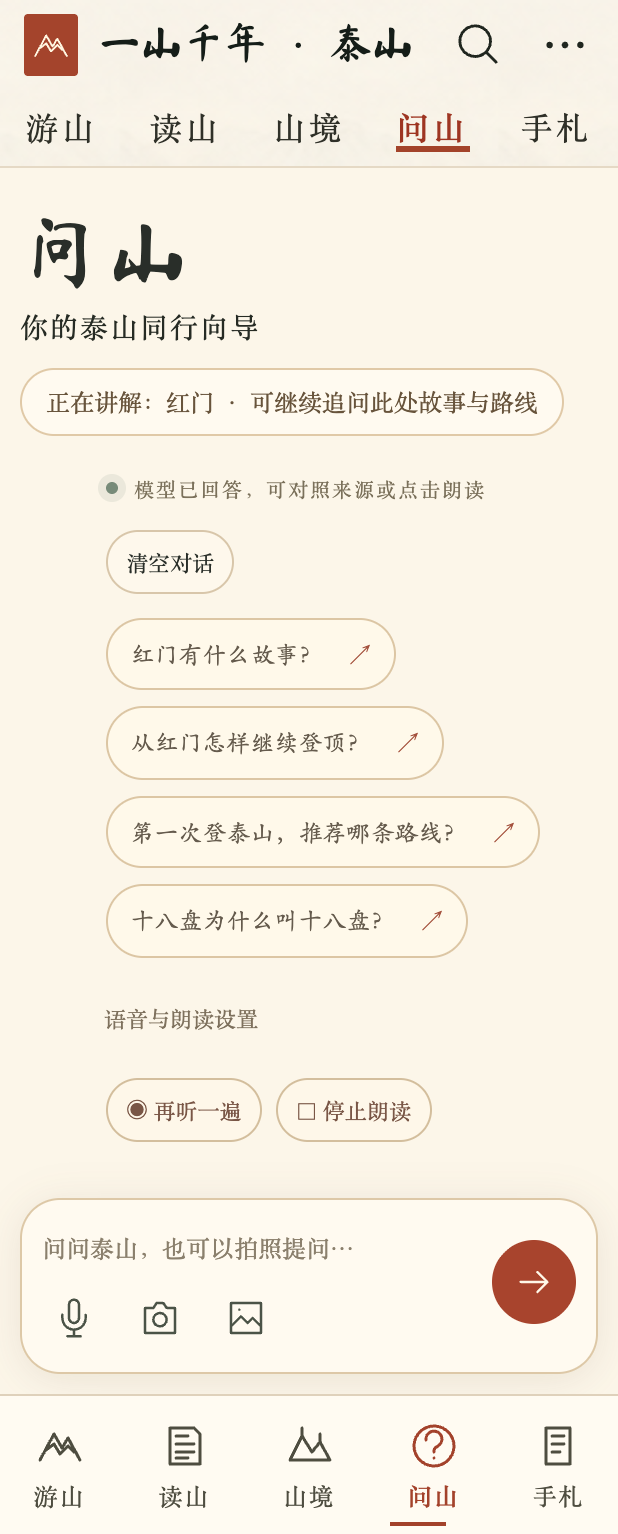 一山千年 · 泰山
游山 读山 山境 问山 手札
问山
你的泰山同行向导
正在讲解：红门 · 可继续追问此处故事与路线
模型已回答，可对照来源或点击朗读
清空对话
红门有什么故事？
从红门怎样继续登顶？
第一次登泰山，推荐哪条路线？
十八盘为什么叫十八盘？
语音与朗读设置
再听一遍 停止朗读
问问泰山，也可以拍照提问…
游山 读山 山境 问山 手札